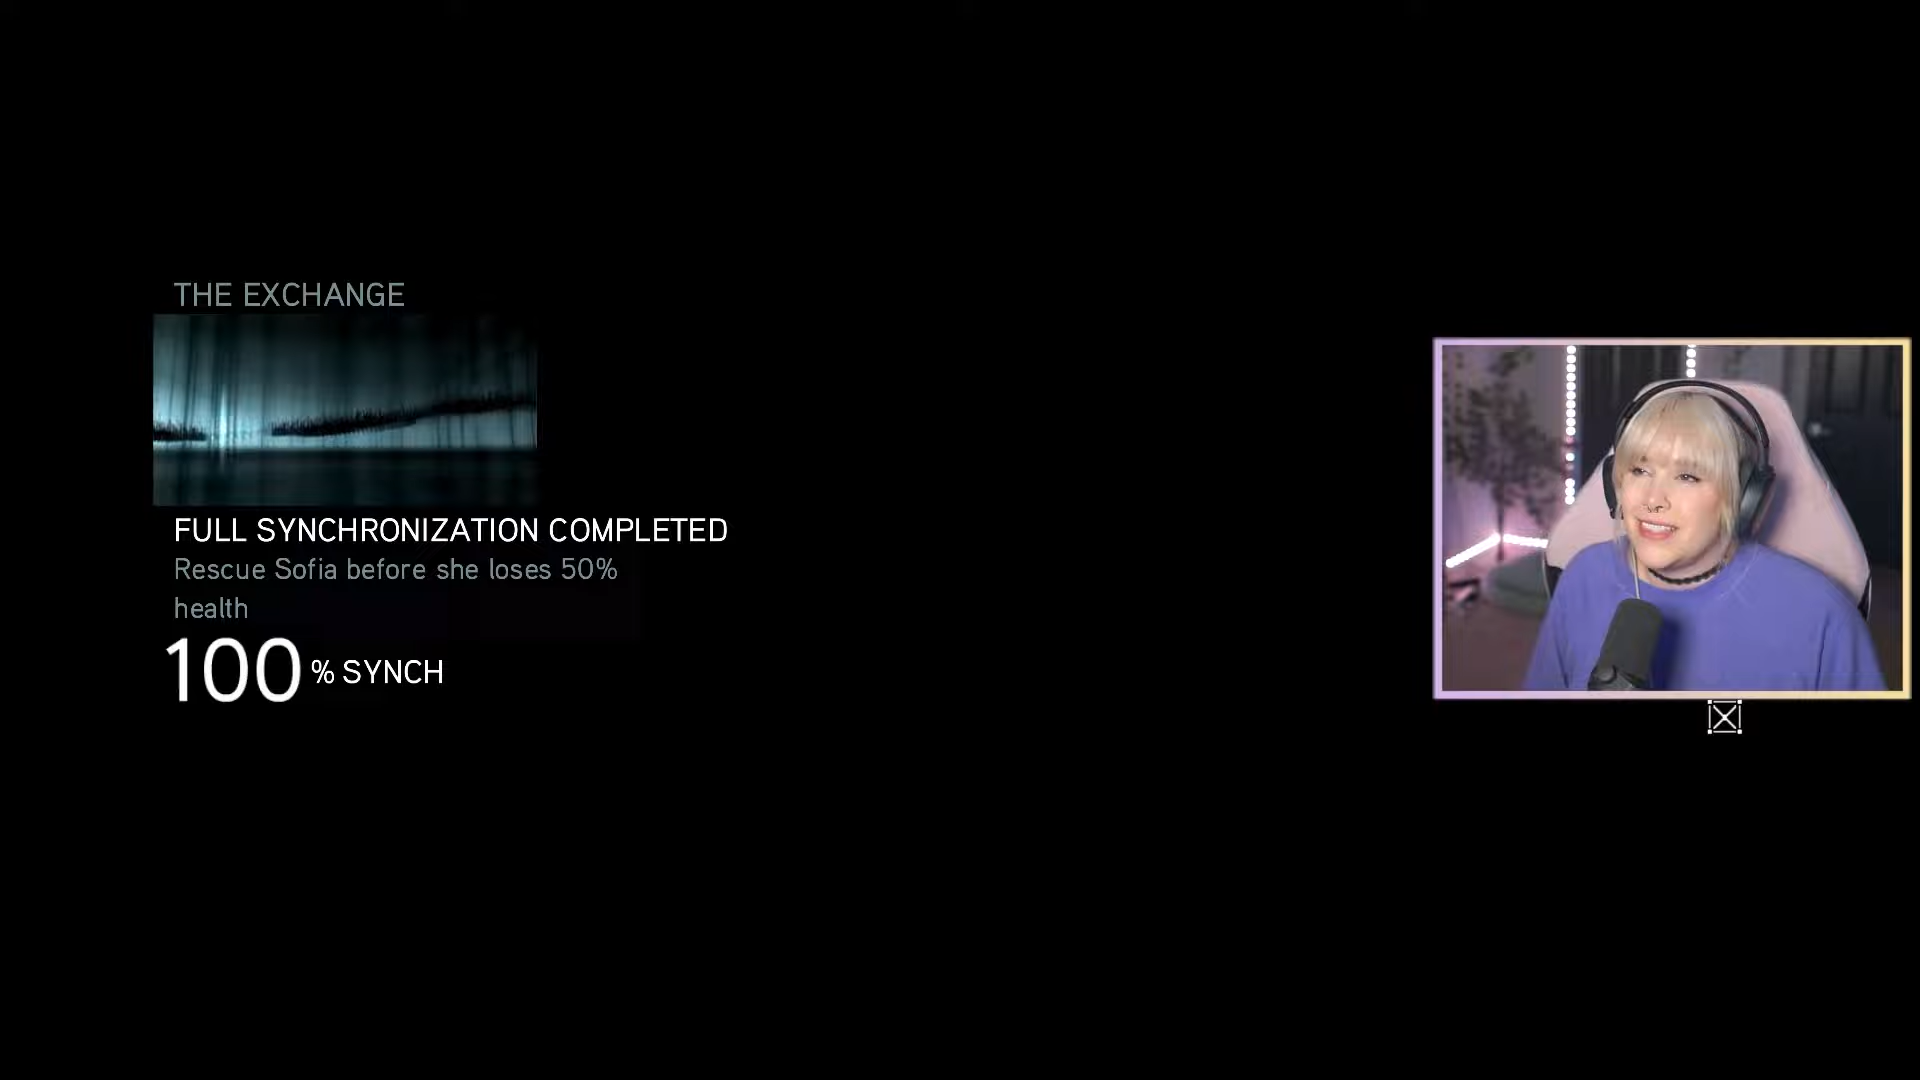 THE EXCHANGE
FULL SYNCHRONIZATION COMPLETED
Rescue Sofia before she loses 50%
health
100 % SYNCH